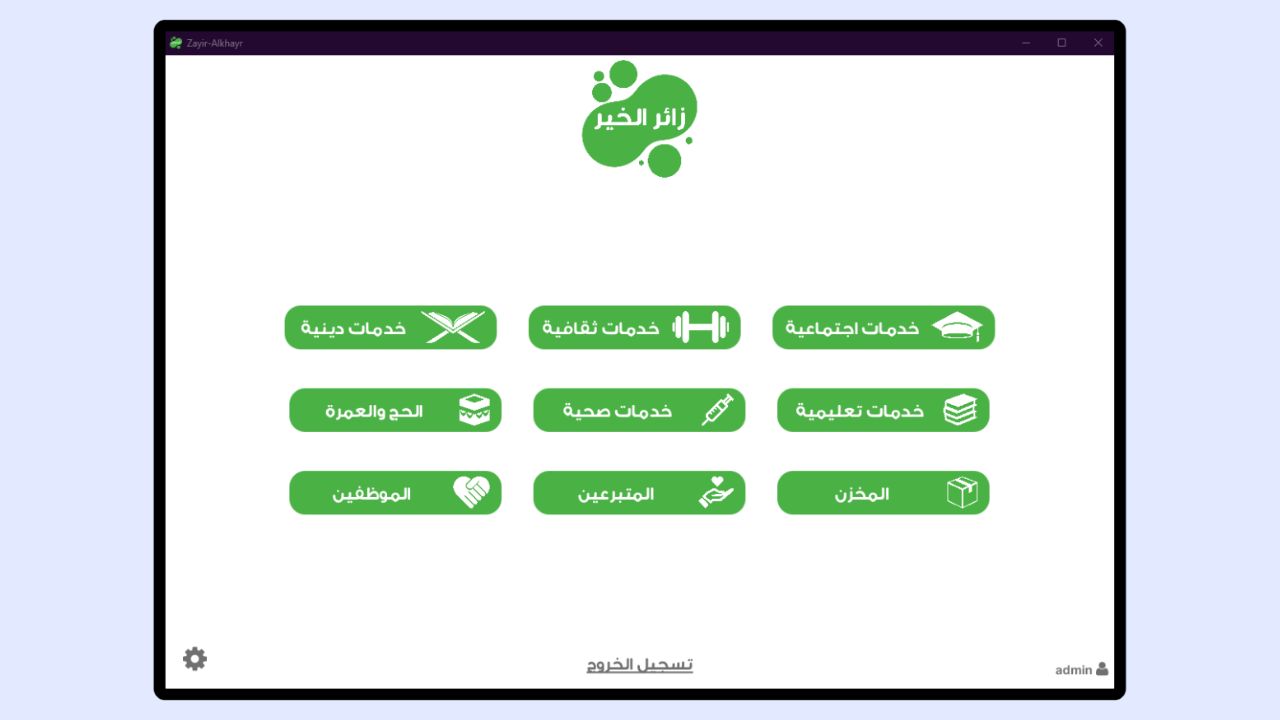 Zayir-Alkhayr
زائر الخير
خدمات اجتماعية
خدمات ثقافية
خدمات دينية
خدمات تعليمية
خدمات صحية
الحج والعمرة
المخزن
المتبرعين
الموظفين
تسجيل الخروج
admin